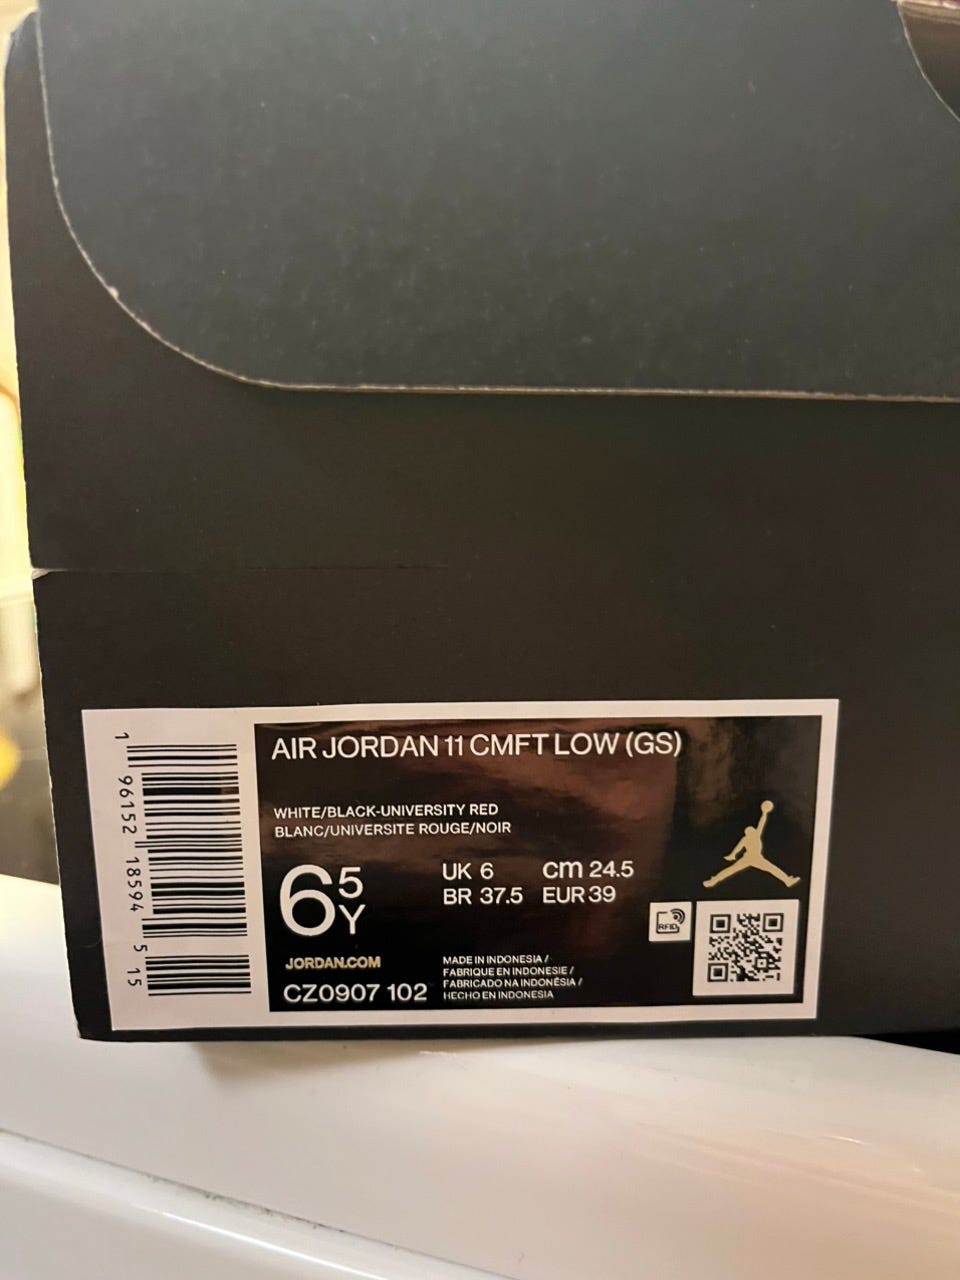 AIR JORDAN 11 CMFT LOW (GS)
WHITE/BLACK-UNIVERSITY RED
BLANC/UNIVERSITE ROUGE/NOIR
6 5 Y
UK 6 cm 24.5
BR 37.5 EUR 39
RFID
JORDAN.COM
CZ0907 102
MADE IN INDONESIA /
FABRIQUE EN INDONESIE /
FABRICADO NA INDONÉSIA /
HECHO EN INDONESIA
1 96152 18594 5 15